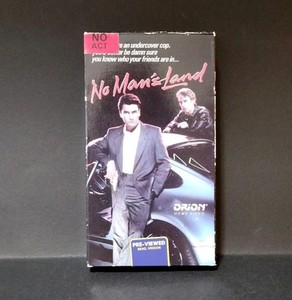 NO
ACT
an undercover cop.
be damn sure
you know who your friends are in...
No Man's Land
ORION
HOME VIDEO
PRE-VIEWED